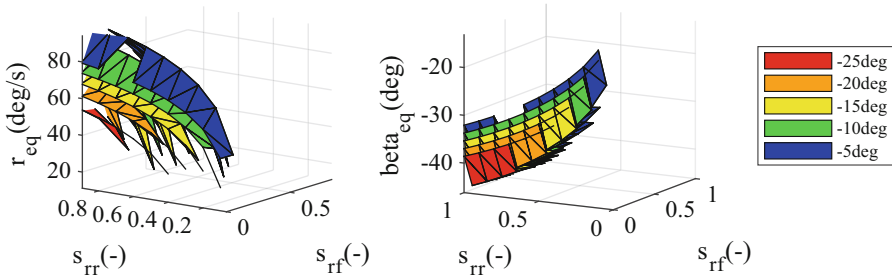 80
60
40
20
r_eq(deg/s)
0.8
0.6
0.4
0.2
0
0.5
s_rr(-)
s_rf(-)
-20
-30
-40
beta_eq(deg)
1
0.5
0
0
0.5
1
s_rr(-)
s_rf(-)
-25deg
-20deg
-15deg
-10deg
-5deg